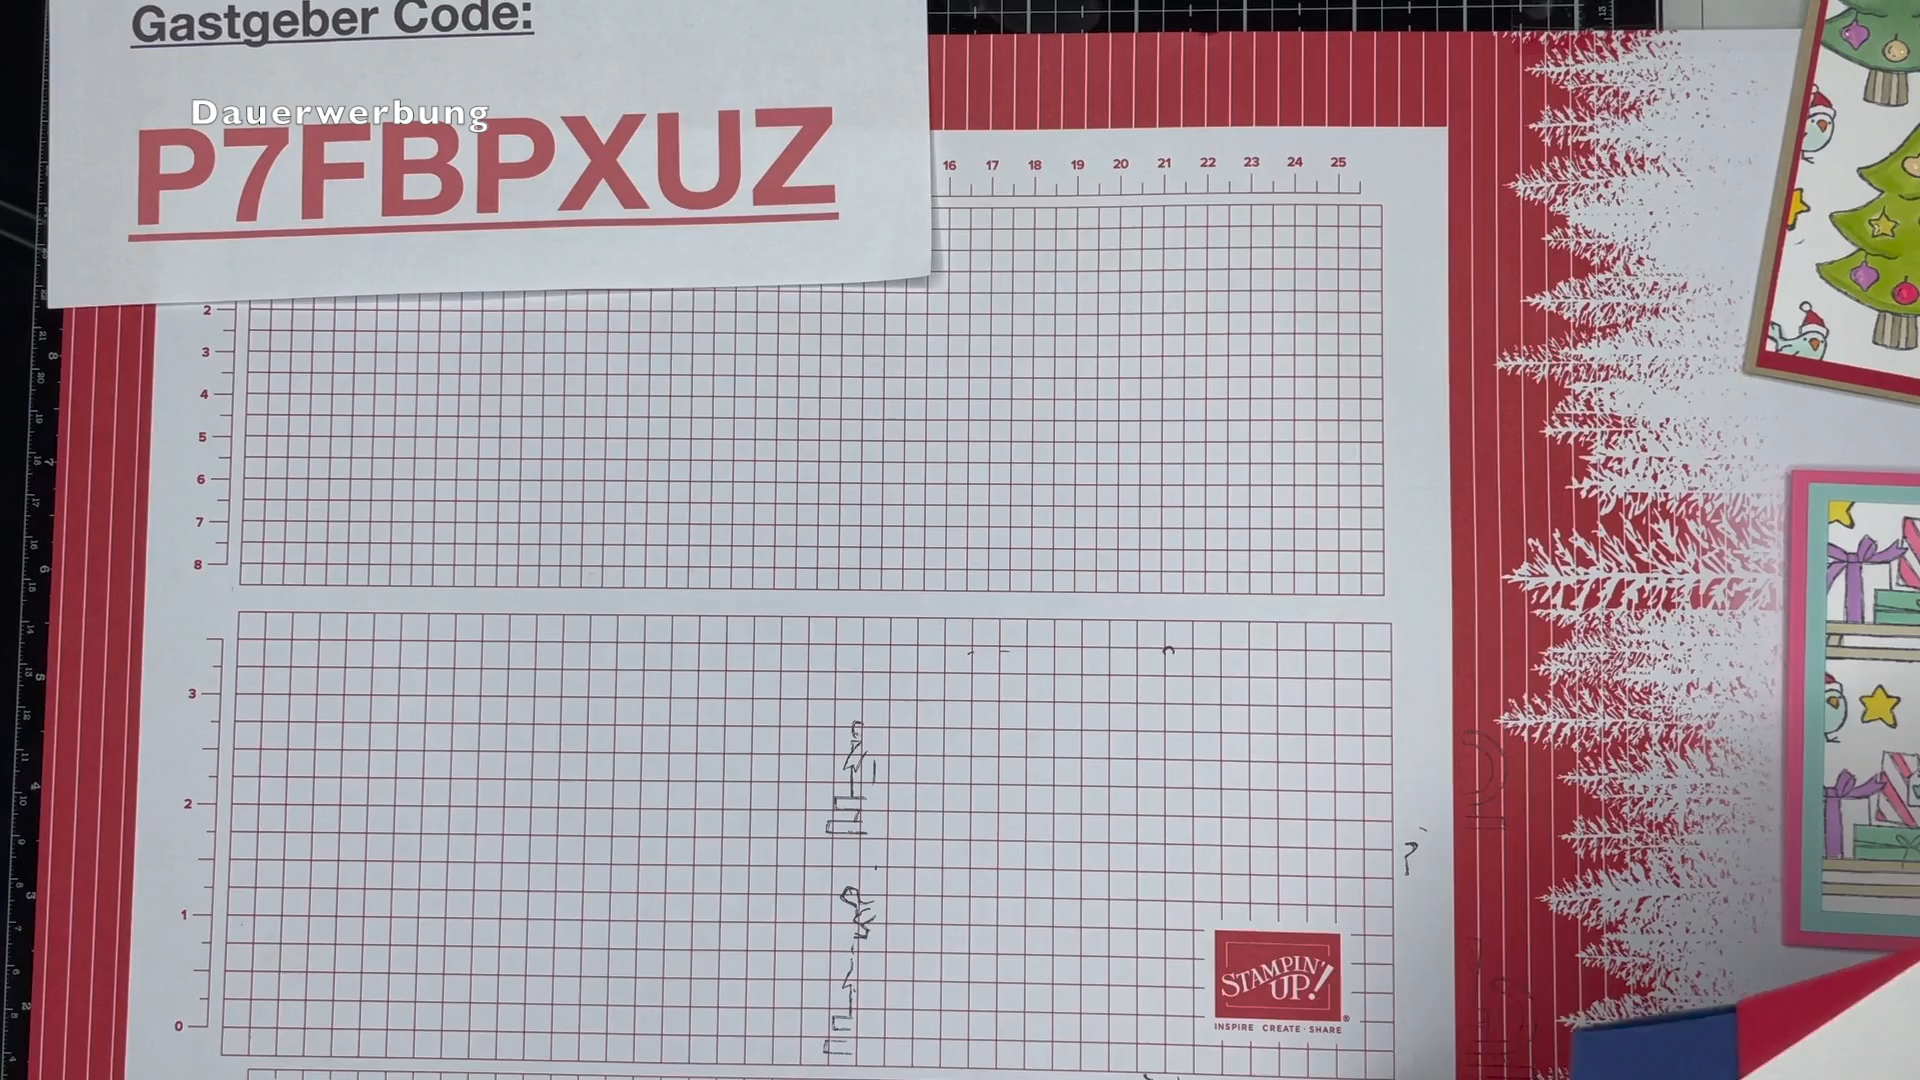 Gastgeber Code:
Dauerwerbung
P7FBPXUZ
16 17 18 19 20 21 22 23 24 25
2
3
4
5
6
7
8
3
2
1
0
STAMPIN'
UP!®
INSPIRE CREATE · SHARE